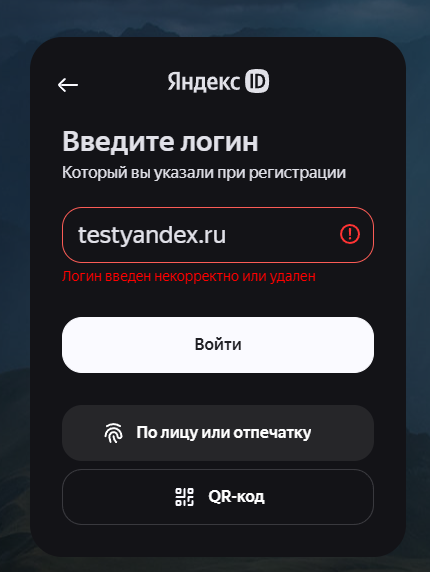 Яндекс ID
Введите логин
Который вы указали при регистрации
testyandex.ru
Логин введен некорректно или удален
Войти
По лицу или отпечатку
QR-код